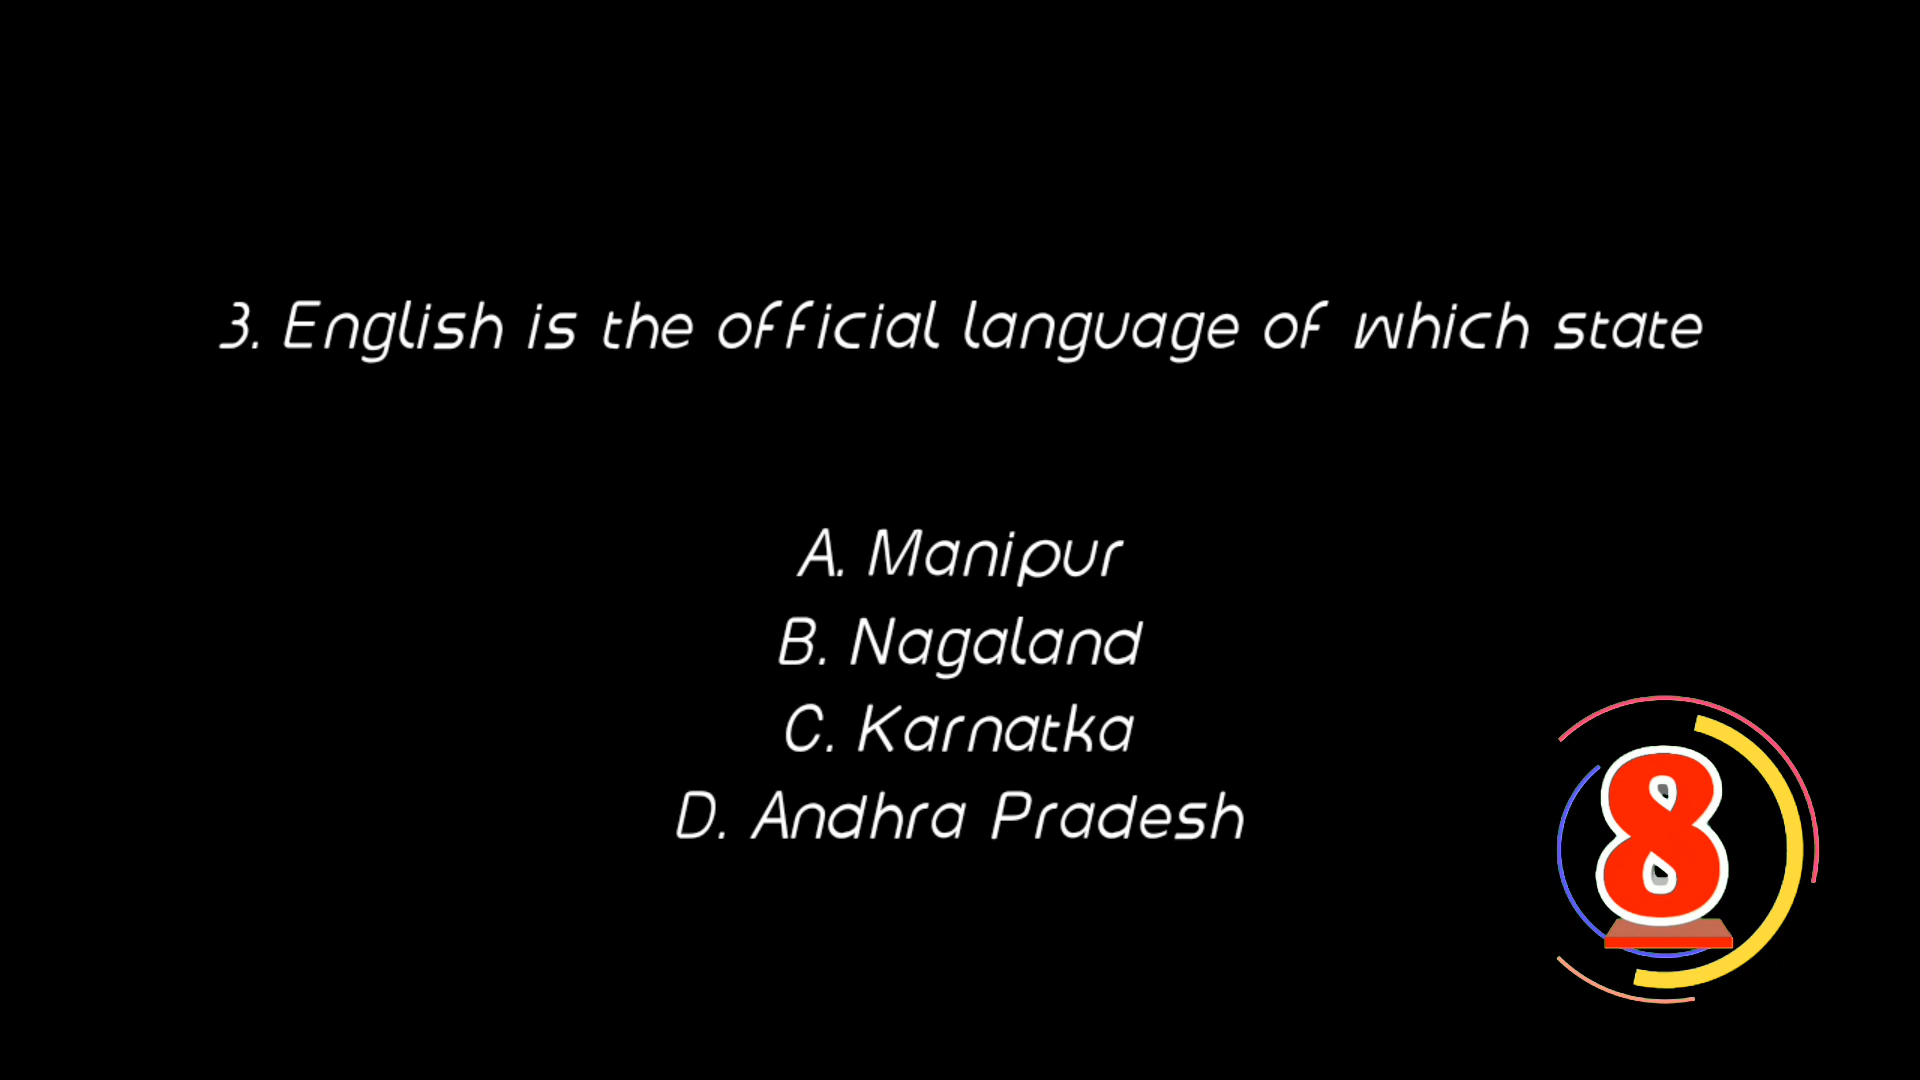 3. English is the official language of which state
A. Manipur
B. Nagaland
C. Karnatka
D. Andhra Pradesh
8